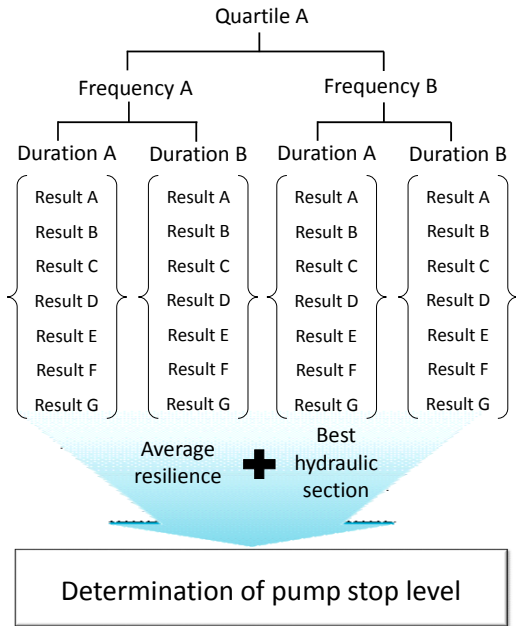 Quartile A
Frequency A Frequency B
Duration A Duration B Duration A Duration B
Result A Result A Result A Result A
Result B Result B Result B Result B
Result C Result C Result C Result C
Result D Result D Result D Result D
Result E Result E Result E Result E
Result F Result F Result F Result F
Result G Result G Result G Result G
Average
resilience
Best
hydraulic
section
Determination of pump stop level